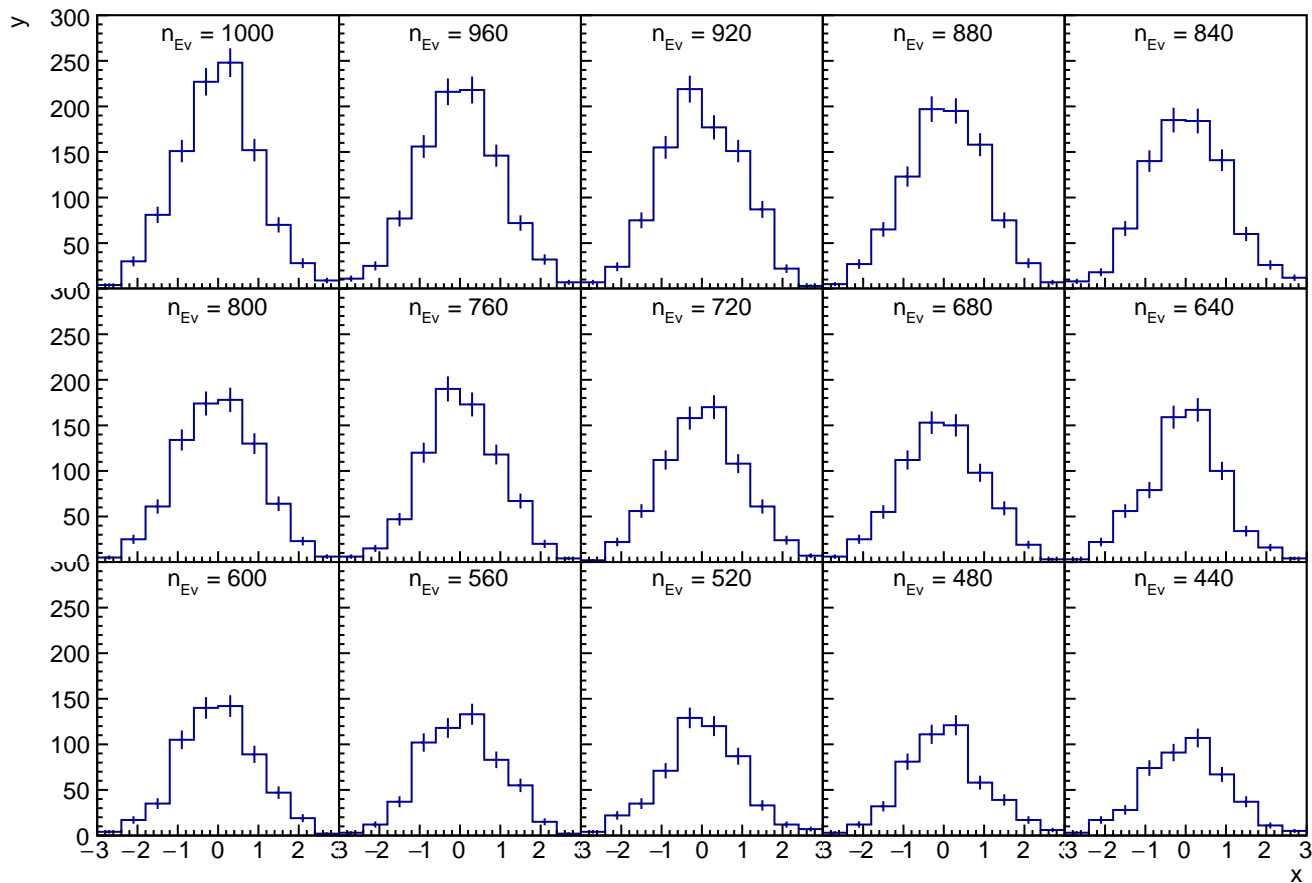 y
300
n_Ev = 1000
n_Ev = 960
n_Ev = 920
n_Ev = 880
n_Ev = 840
250
200
150
100
50
300
n_Ev = 800
n_Ev = 760
n_Ev = 720
n_Ev = 680
n_Ev = 640
250
200
150
100
50
0
300
n_Ev = 600
n_Ev = 560
n_Ev = 520
n_Ev = 480
n_Ev = 440
250
200
150
100
50
0
−3 −2 −1 0 1 2 3 −2 −1 0 1 2 3 −2 −1 0 1 2 3 −2 −1 0 1 2 3 −2 −1 0 1 2 3
x